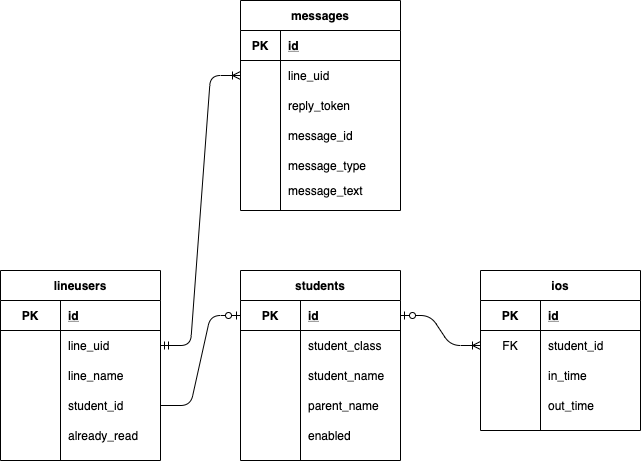 messages
PK id
line_uid
reply_token
message_id
message_type
message_text
lineusers
PK id
line_uid
line_name
student_id
already_read
students
PK id
student_class
student_name
parent_name
enabled
ios
PK id
FK student_id
in_time
out_time